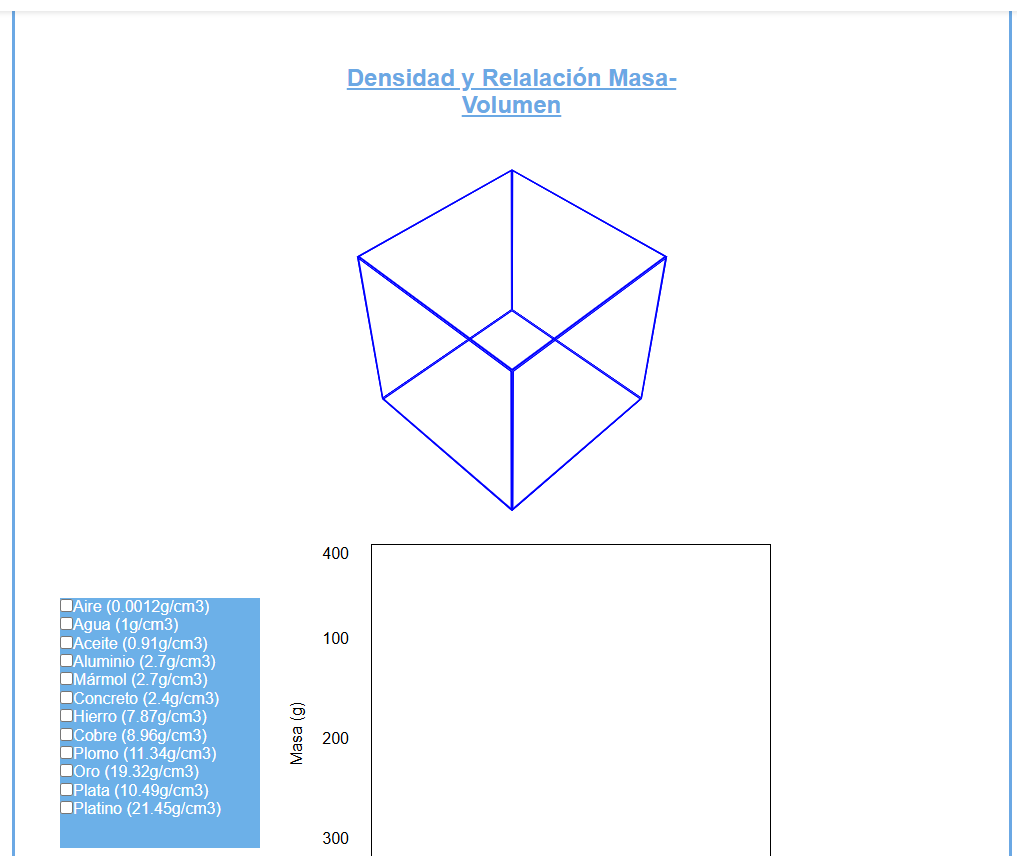 Densidad y Relalación Masa-
Volumen
400
100
200
300
Masa (g)
Aire (0.0012g/cm3)
Agua (1g/cm3)
Aceite (0.91g/cm3)
Aluminio (2.7g/cm3)
Mármol (2.7g/cm3)
Concreto (2.4g/cm3)
Hierro (7.87g/cm3)
Cobre (8.96g/cm3)
Plomo (11.34g/cm3)
Oro (19.32g/cm3)
Plata (10.49g/cm3)
Platino (21.45g/cm3)